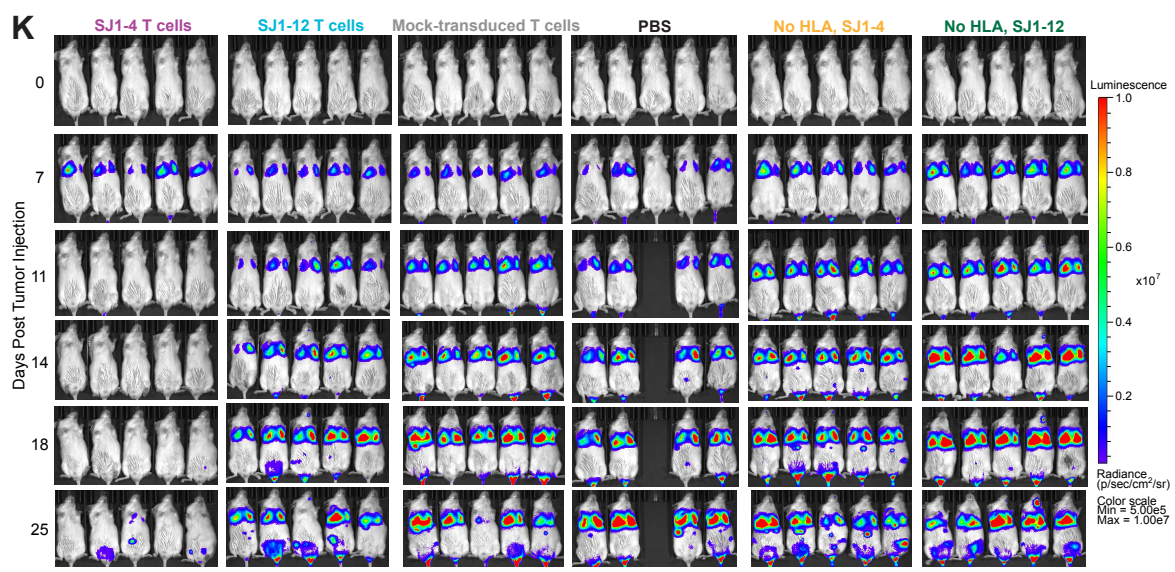 K
SJ1-4 T cells
SJ1-12 T cells
Mock-transduced T cells
PBS
No HLA, SJ1-4
No HLA, SJ1-12
Days Post Tumor Injection
0
7
11
14
18
25
Luminescence
1.0
0.8
0.6
x10⁷
0.4
0.2
Radiance
(p/sec/cm²/sr)
Color scale
Min = 5.00e5
Max = 1.00e7